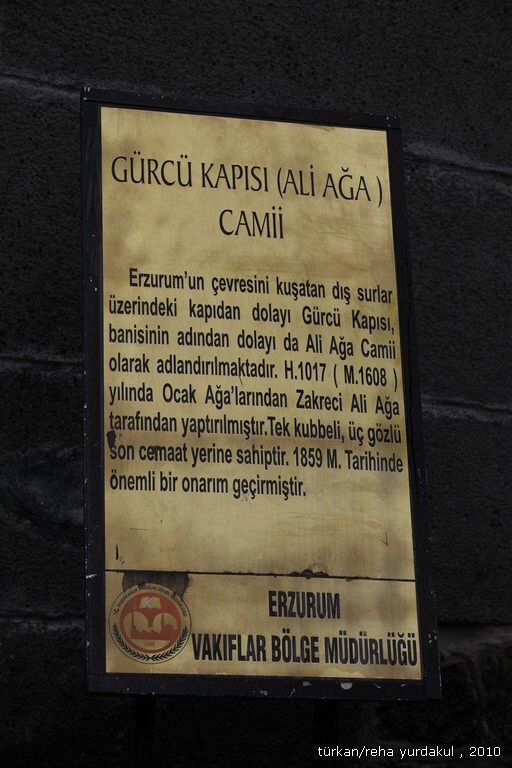 GÜRCÜ KAPISI (ALİ AĞA )
CAMİİ
Erzurum'un çevresini kuşatan dış surlar
üzerindeki kapıdan dolayı Gürcü Kapısı,
banisinin adından dolayı da Ali Ağa Camii
olarak adlandırılmaktadır. H.1017 ( M.1608 )
yılında Ocak Ağa'larından Zakreci Ali Ağa
tarafından yaptırılmıştır.Tek kubbeli, üç gözlü
son cemaat yerine sahiptir. 1859 M. Tarihinde
önemli bir onarım geçirmiştir.
ERZURUM
VAKIFLAR BÖLGE MÜDÜRLÜĞÜ
türkan/reha yurdakul , 2010